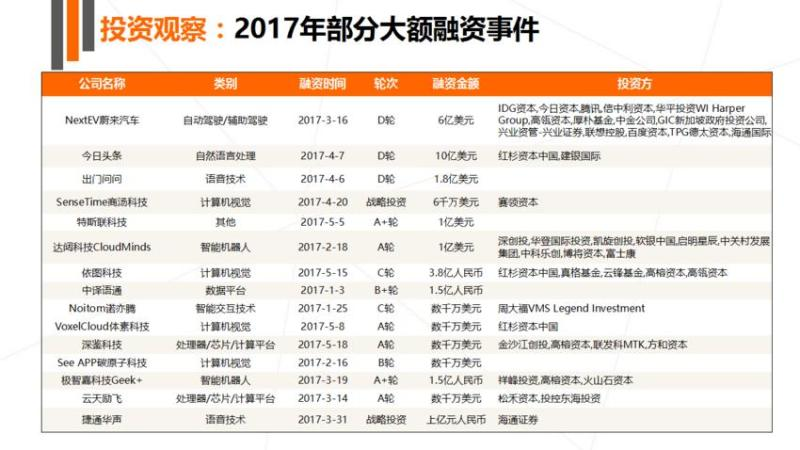 投资观察：2017年部分大额融资事件
公司名称 类别 融资时间 轮次 融资金额 投资方
NextEV蔚来汽车 自动驾驶/辅助驾驶 2017-3-16 D轮 6亿美元 IDG资本,今日资本,腾讯,信中利资本,华平投资WI Harper
Group,高瓴资本,厚朴基金,中金公司,GIC新加坡政府投资公司,
兴业资管-兴业证券,联想控股,百度资本,TPG德太资本,海通国际
今日头条 自然语言处理 2017-4-7 D轮 10亿美元 红杉资本中国,建银国际
出门问问 语音技术 2017-4-6 D轮 1.8亿美元
SenseTime商汤科技 计算机视觉 2017-4-20 战略投资 6千万美元 赛领资本
特斯联科技 其他 2017-5-5 A+轮 1亿美元
达闼科技CloudMinds 智能机器人 2017-2-18 A轮 1亿美元 深创投,华登国际投资,凯旋创投,软银中国,启明星辰,中关村发展
集团,中科乐创,博将资本,富士康
依图科技 计算机视觉 2017-5-15 C轮 3.8亿人民币 红杉资本中国,真格基金,云锋基金,高榕资本,高瓴资本
中译语通 数据平台 2017-1-3 B+轮 1.5亿人民币
Noitom诺亦腾 智能交互技术 2017-1-25 C轮 数千万美元 周大福VMS Legend Investment
VoxelCloud体素科技 计算机视觉 2017-5-8 A轮 数千万美元 红杉资本中国
深鉴科技 处理器/芯片/计算平台 2017-5-18 A轮 数千万美元 金沙江创投,高榕资本,联发科MTK,方和资本
See APP碳原子科技 计算机视觉 2017-2-16 B轮 数千万美元
极智嘉科技Geek+ 智能机器人 2017-3-19 A+轮 1.5亿人民币 祥峰投资,高榕资本,火山石资本
云天励飞 处理器/芯片/计算平台 2017-3-14 A轮 数千万美元 松禾资本,投控东海投资
捷通华声 语音技术 2017-3-31 战略投资 上亿元人民币 海通证券